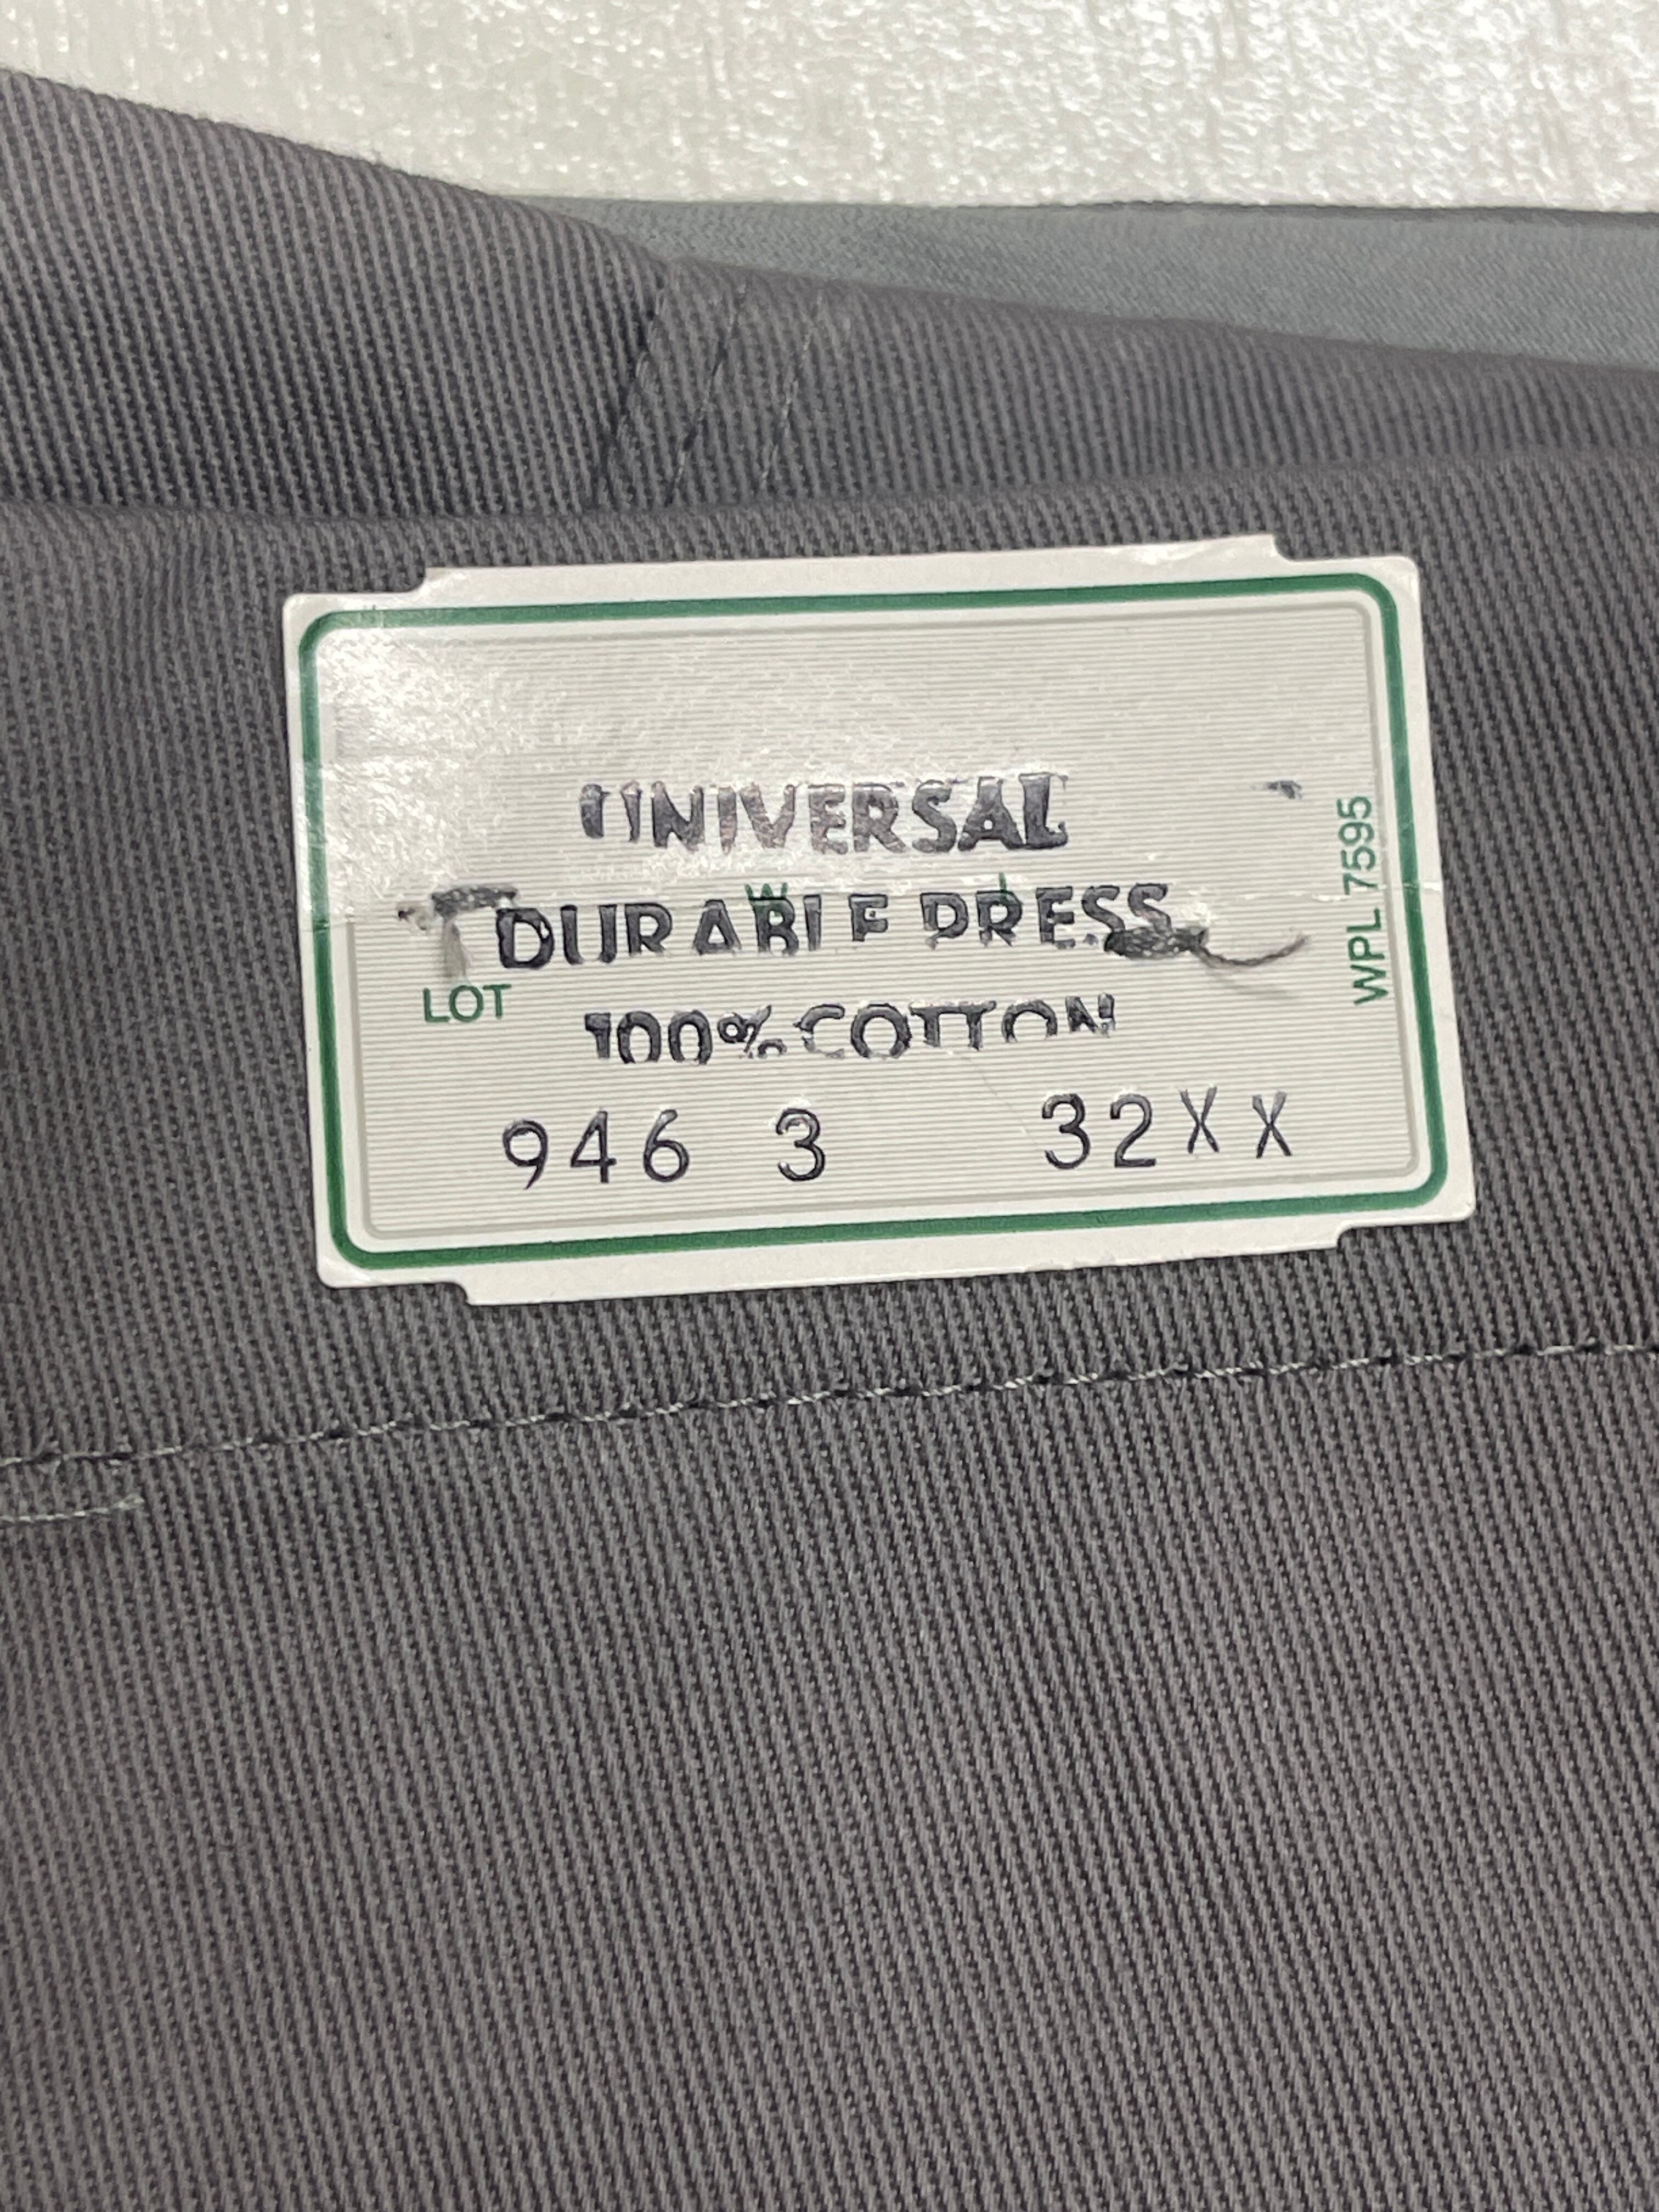 UNIVERSAL
DURABLE PRESS
W L
LOT
100% COTTON
946 3 32XX
WPL 7595